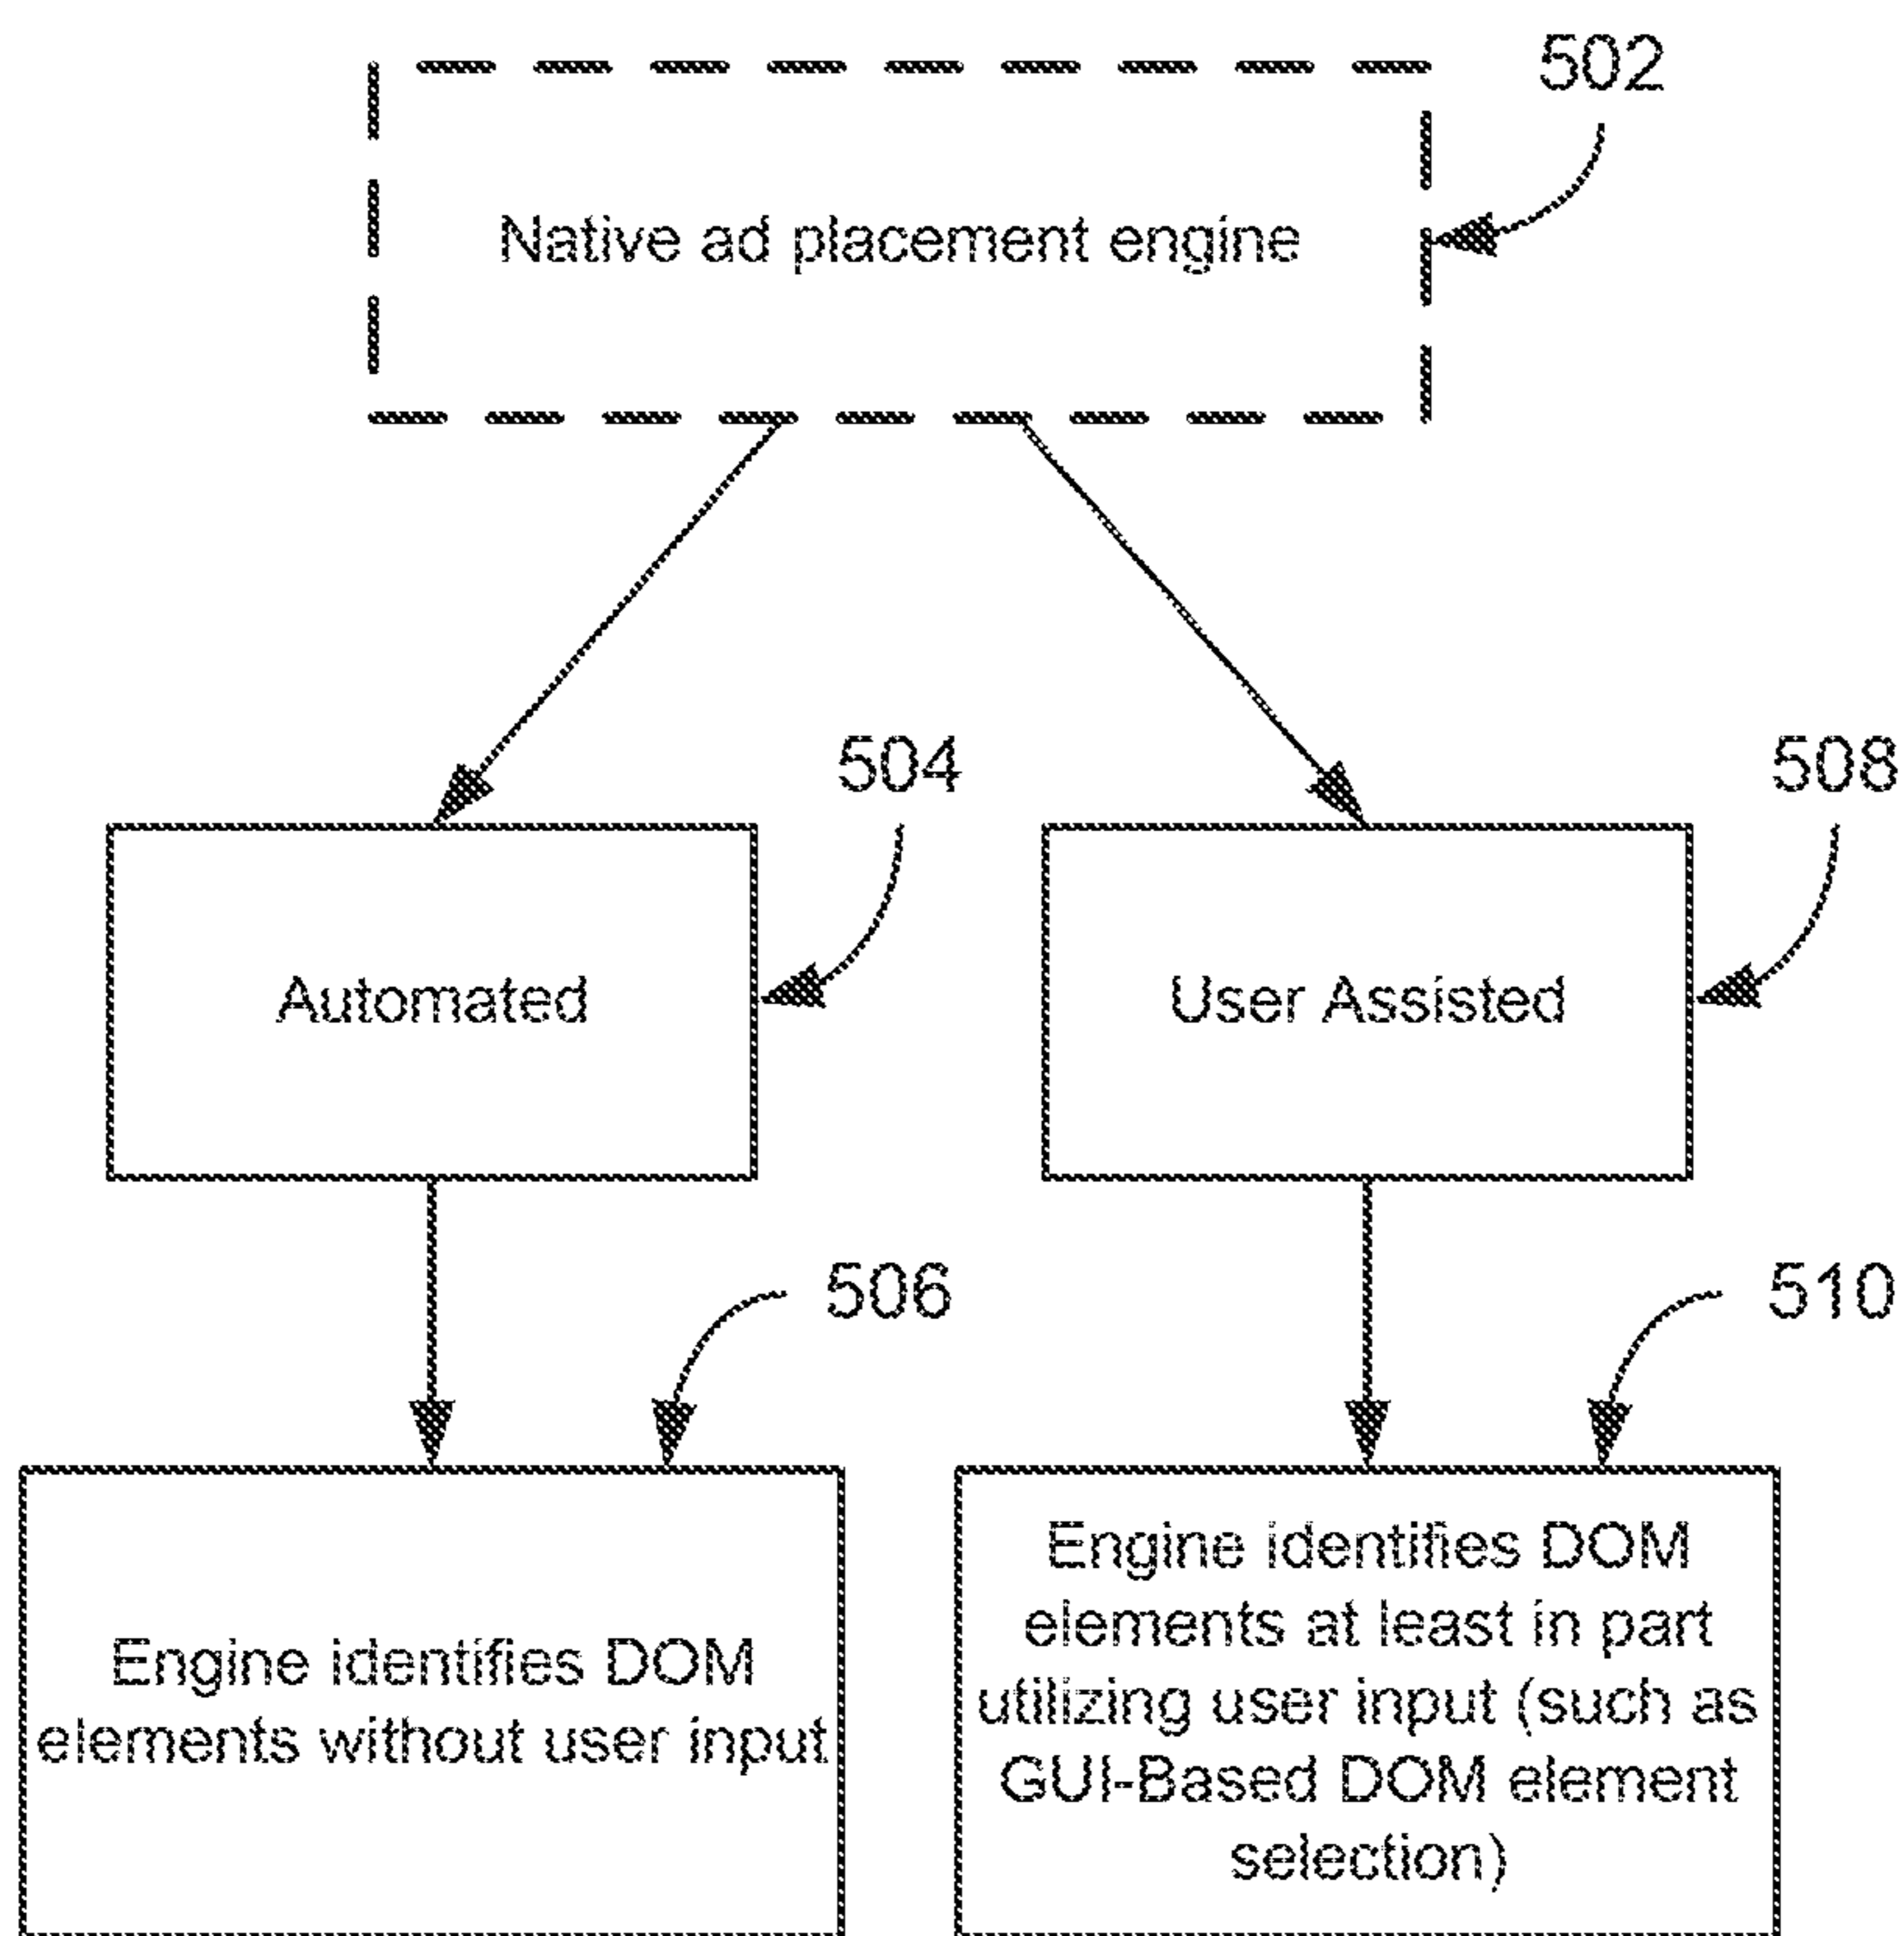 502
Native ad placement engine
504
508
Automated
User Assisted
506
510
Engine identifies DOM
elements without user input
Engine identifies DOM
elements at least in part
utilizing user input (such as
GUI-Based DOM element
selection)